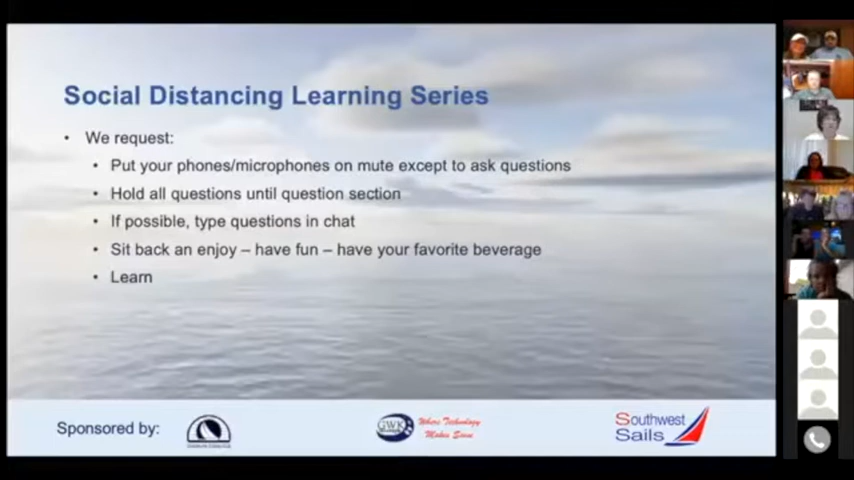 Social Distancing Learning Series
• We request:
• Put your phones/microphones on mute except to ask questions
• Hold all questions until question section
• If possible, type questions in chat
• Sit back an enjoy – have fun – have your favorite beverage
• Learn
Sponsored by:
GWK
Where Technology
Makes Sense
Southwest
Sails